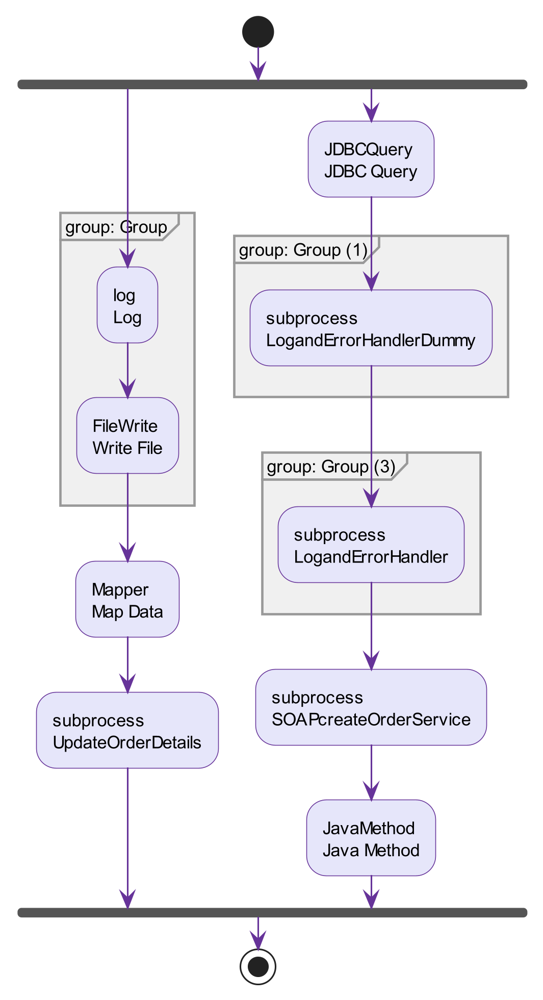 group: Group
log
Log
FileWrite
Write File
Mapper
Map Data
subprocess
UpdateOrderDetails
JDBCQuery
JDBC Query
group: Group (1)
subprocess
LogandErrorHandlerDummy
group: Group (3)
subprocess
LogandErrorHandler
subprocess
SOAPcreateOrderService
JavaMethod
Java Method